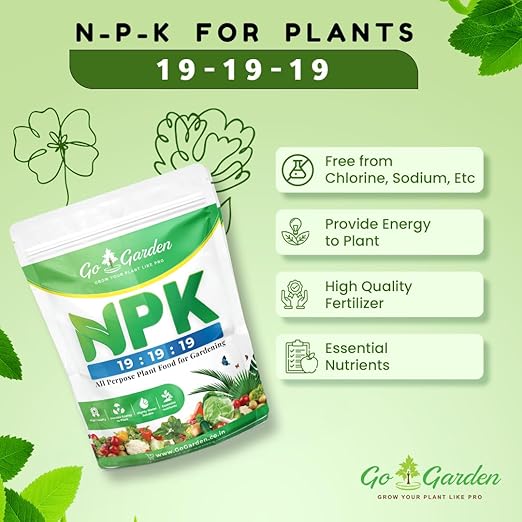 N-P-K FOR PLANTS
19-19-19
Free from
Chlorine, Sodium, Etc
Provide Energy
to Plant
High Quality
Fertilizer
Essential
Nutrients
Go Garden
GROW YOUR PLANT LIKE PRO
NPK
19 : 19 : 19
All Purpose Plant Food for Gardening
www.GoGarden.co.in
Go Garden
GROW YOUR PLANT LIKE PRO